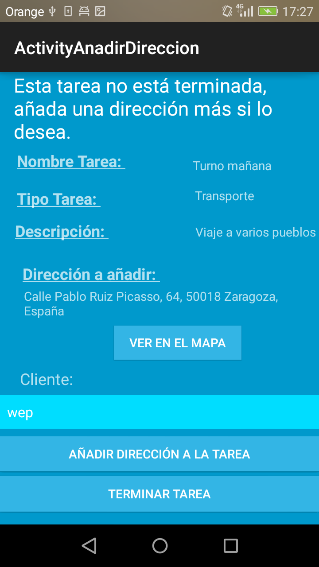 Orange 4G 17:27
ActivityAnadirDireccion
Esta tarea no está terminada,
añada una dirección más si lo
desea.
Nombre Tarea: Turno mañana
Tipo Tarea: Transporte
Descripción: Viaje a varios pueblos
Dirección a añadir:
Calle Pablo Ruiz Picasso, 64, 50018 Zaragoza,
España
VER EN EL MAPA
Cliente:
wep
AÑADIR DIRECCIÓN A LA TAREA
TERMINAR TAREA